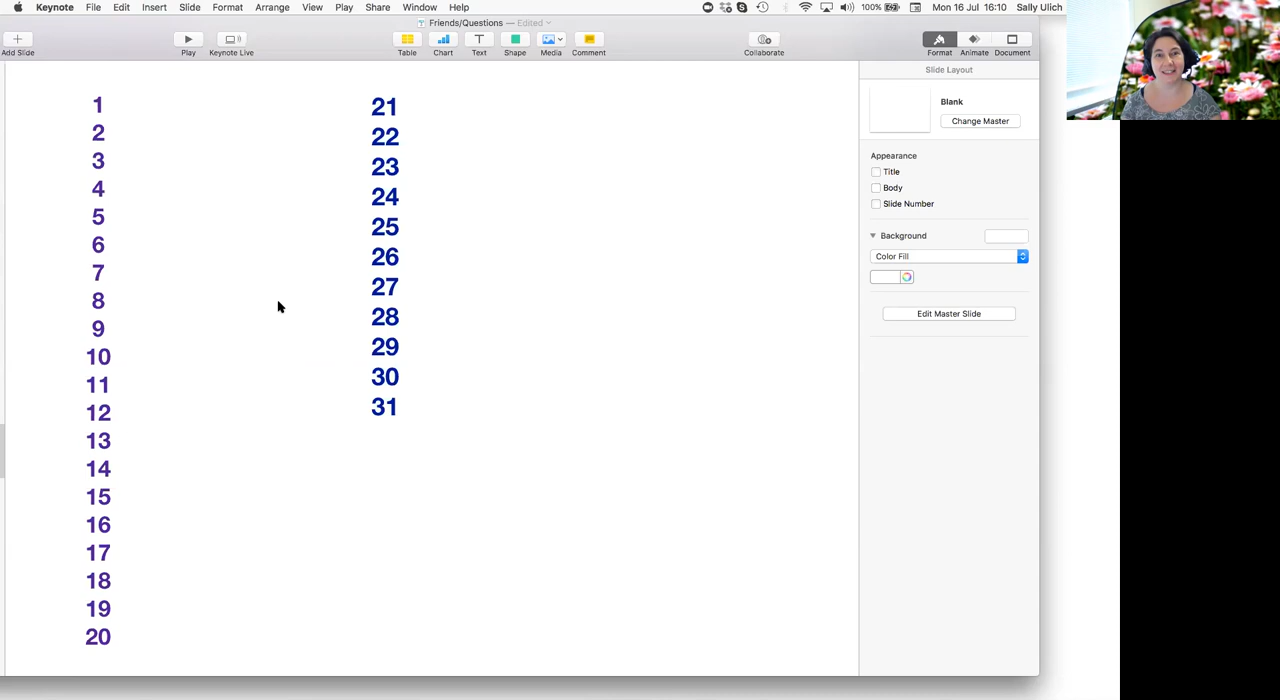 Keynote File Edit Insert Slide Format Arrange View Play Share Window Help 100% Mon 16 Jul 16:10 Sally Ulich
Friends/Questions — Edited
Add Slide Play Keynote Live Table Chart Text Shape Media Comment Collaborate Format Animate Document
Slide Layout
Blank
Change Master
Appearance
Title
Body
Slide Number
Background
Color Fill
Edit Master Slide
1
2
3
4
5
6
7
8
9
10
11
12
13
14
15
16
17
18
19
20
21
22
23
24
25
26
27
28
29
30
31